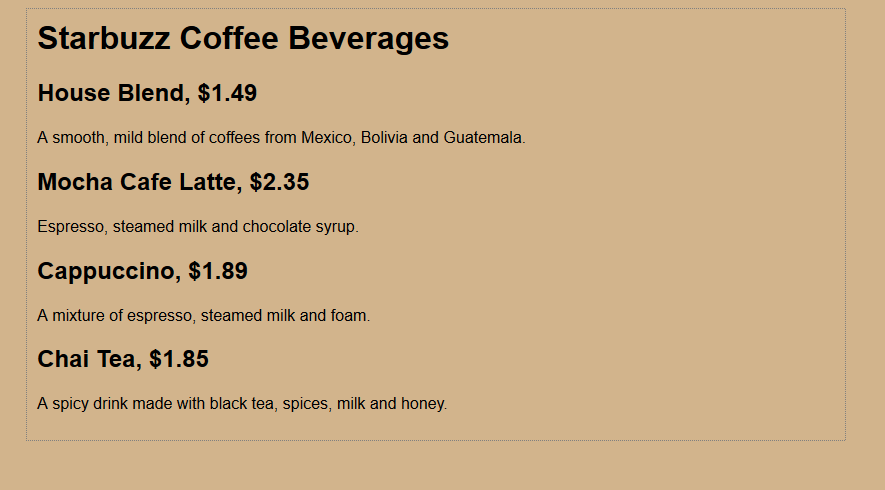 Starbuzz Coffee Beverages
House Blend, $1.49
A smooth, mild blend of coffees from Mexico, Bolivia and Guatemala.
Mocha Cafe Latte, $2.35
Espresso, steamed milk and chocolate syrup.
Cappuccino, $1.89
A mixture of espresso, steamed milk and foam.
Chai Tea, $1.85
A spicy drink made with black tea, spices, milk and honey.